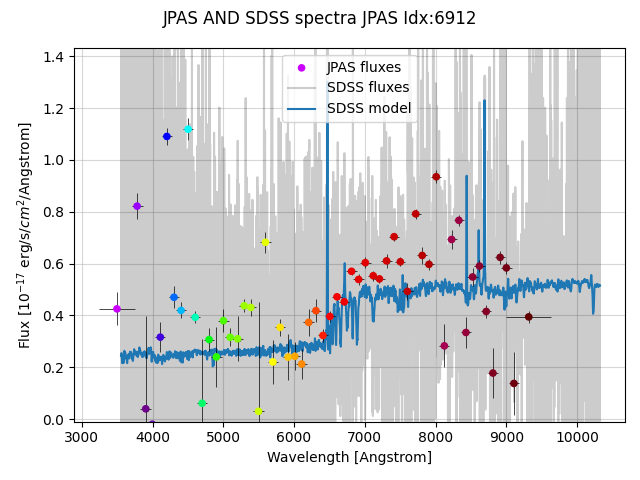 JPAS AND SDSS spectra JPAS Idx:6912
JPAS fluxes
SDSS fluxes
SDSS model
Flux [10⁻¹⁷ erg/s/cm²/Angstrom]
1.4
1.2
1.0
0.8
0.6
0.4
0.2
0.0
3000 4000 5000 6000 7000 8000 9000 10000
Wavelength [Angstrom]